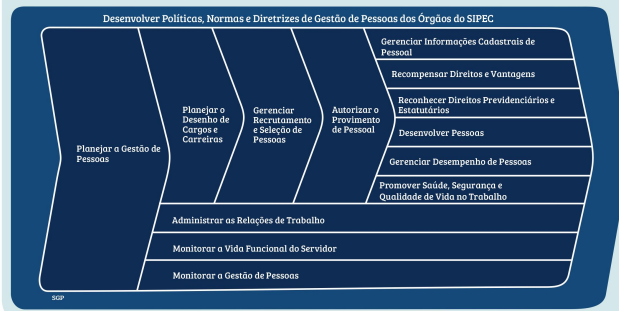 Desenvolver Políticas, Normas e Diretrizes de Gestão de Pessoas dos Órgãos do SIPEC
Planejar a Gestão de
Pessoas
Planejar o
Desenho de
Cargos e
Carreiras
Gerenciar
Recrutamento
e Seleção de
Pessoas
Autorizar o
Provimento
de Pessoal
Gerenciar Informações Cadastrais de
Pessoal
Recompensar Direitos e Vantagens
Reconhecer Direitos Previdenciários e
Estatutários
Desenvolver Pessoas
Gerenciar Desempenho de Pessoas
Promover Saúde, Segurança e
Qualidade de Vida no Trabalho
Administrar as Relações de Trabalho
Monitorar a Vida Funcional do Servidor
Monitorar a Gestão de Pessoas
SGP